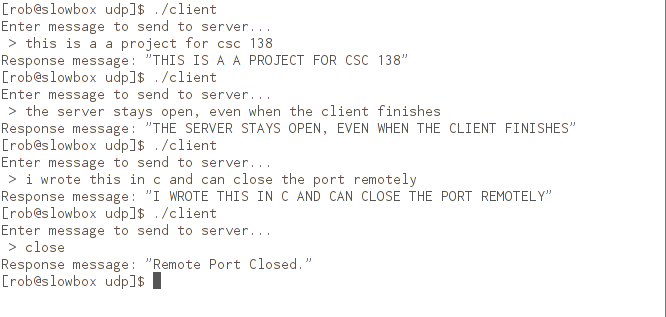 [rob@slowbox udp]$ ./client
Enter message to send to server...
 > this is a a project for csc 138
Response message: "THIS IS A A PROJECT FOR CSC 138"
[rob@slowbox udp]$ ./client
Enter message to send to server...
 > the server stays open, even when the client finishes
Response message: "THE SERVER STAYS OPEN, EVEN WHEN THE CLIENT FINISHES"
[rob@slowbox udp]$ ./client
Enter message to send to server...
 > i wrote this in c and can close the port remotely
Response message: "I WROTE THIS IN C AND CAN CLOSE THE PORT REMOTELY"
[rob@slowbox udp]$ ./client
Enter message to send to server...
 > close
Response message: "Remote Port Closed."
[rob@slowbox udp]$